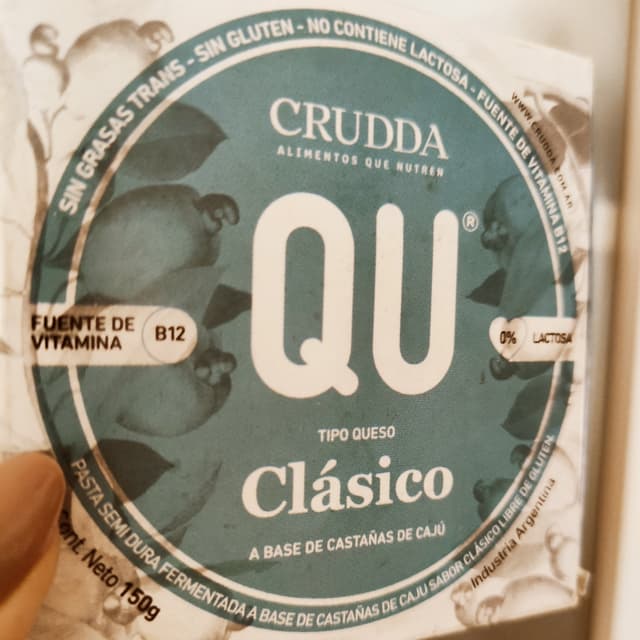 SIN GRASAS TRANS - SIN GLUTEN - NO CONTIENE LACTOSA - FUENTE DE VITAMINA B12
WWW.CRUDDA.COM.AR
CRUDDA
ALIMENTOS QUE NUTREN
QU®
FUENTE DE
VITAMINA
B12
0% LACTOSA
TIPO QUESO
Clásico
A BASE DE CASTAÑAS DE CAJÚ
PASTA SEMI DURA FERMENTADA A BASE DE CASTAÑAS DE CAJU SABOR CLÁSICO LIBRE DE GLUTEN
Cont. Neto 150g
Industria Argentina